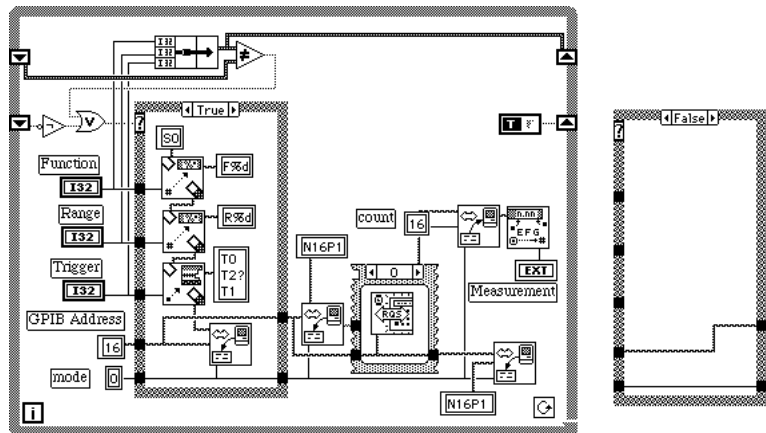 I32
I32
I32
True
False
?
?
V
T F
S0
Function
F%d
I32
Range
R%d
I32
count
16
n.nn
E F G
N16P1
0
Trigger
T0
T2?
T1
I32
EXT
Measurement
RQS
GPIB Address
16
mode
0
N16P1
i